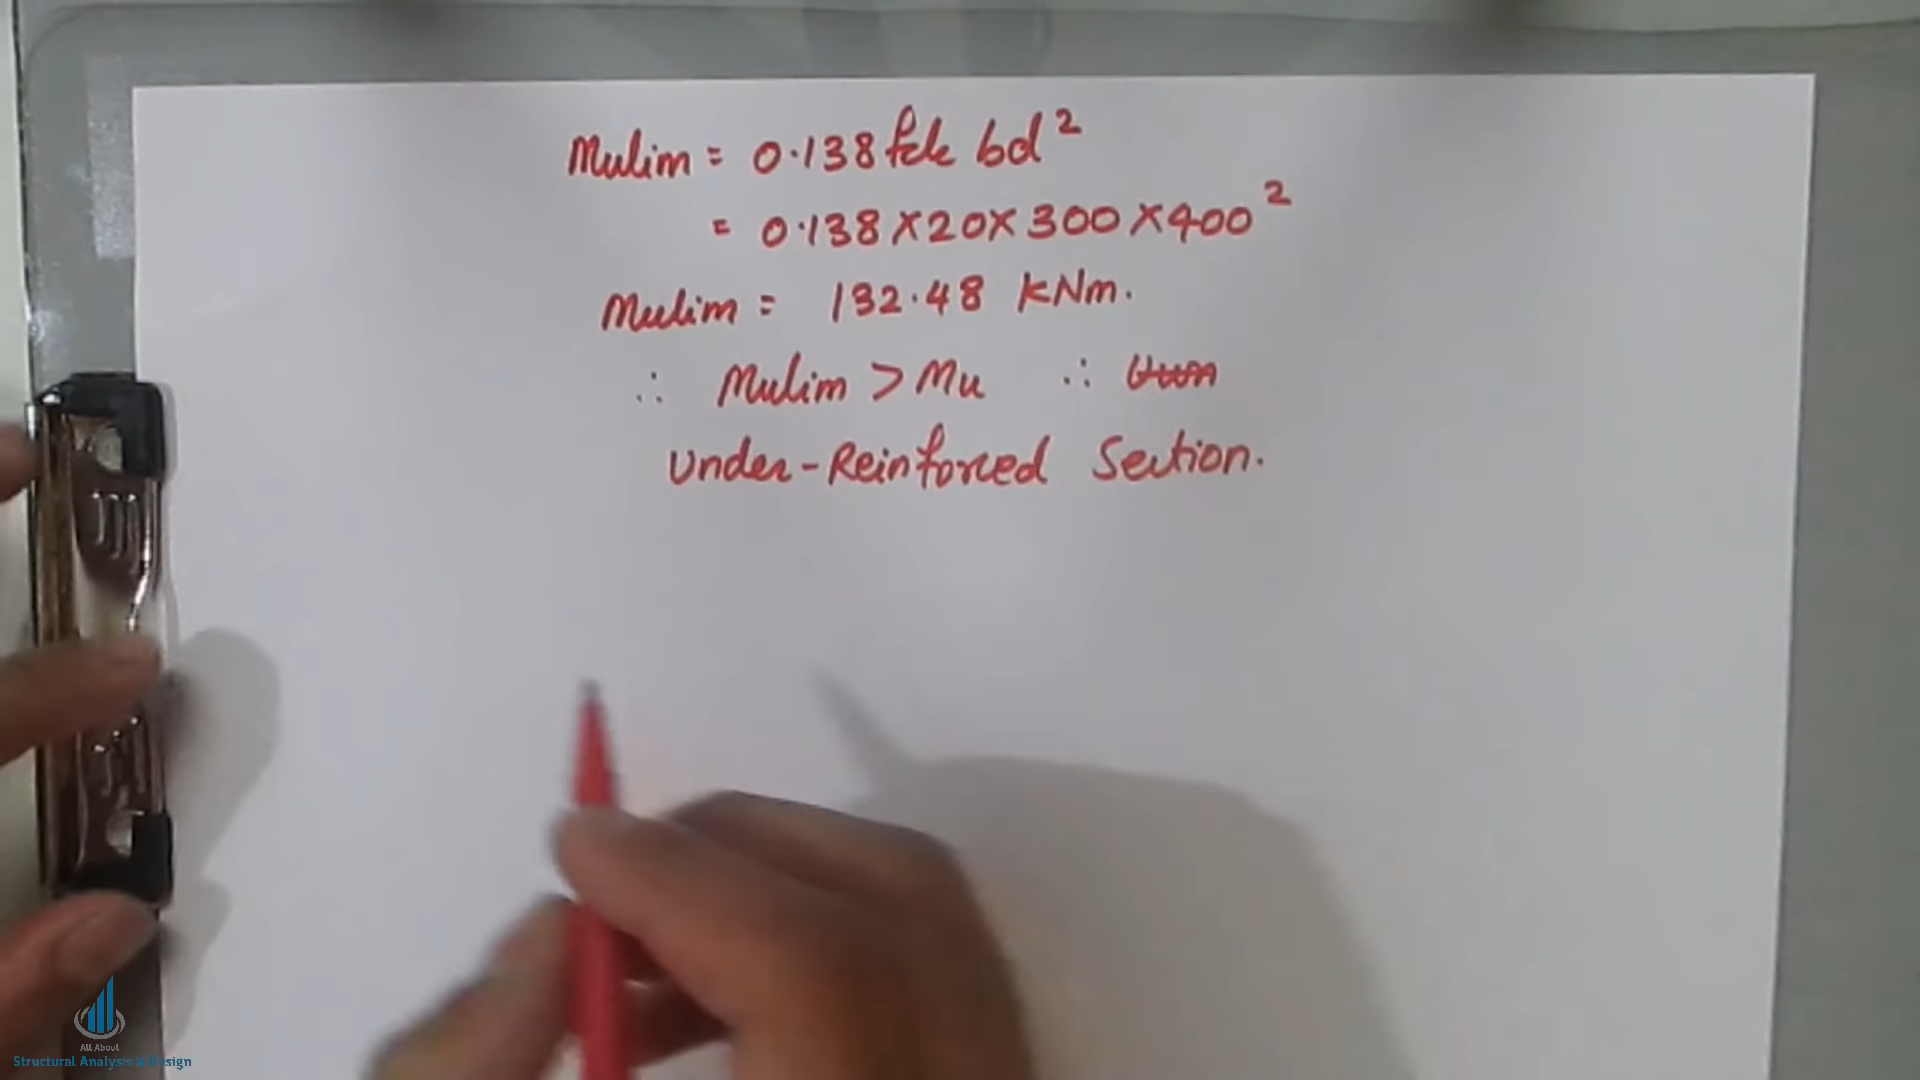 Mulim = 0.138 fck bd²
= 0.138 X 20 X 300 X 400²
Mulim = 132.48 kNm.
∴ Mulim > Mu ∴
Under-Reinforced Section.
All About
Structural Analysis & Design